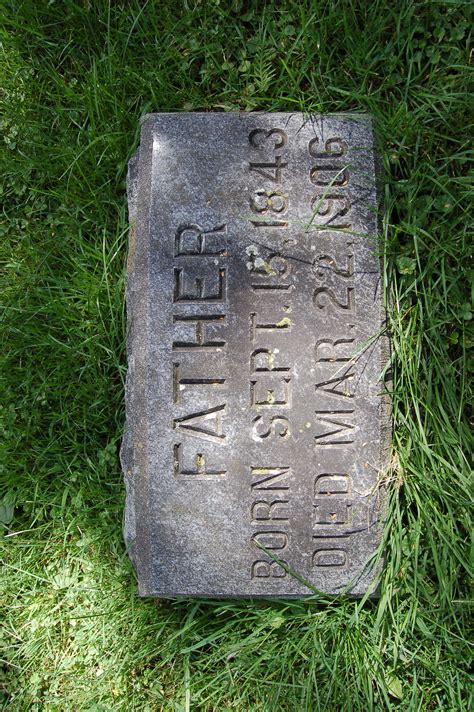 FATHER
BORN SEPT. 15. 1843
DIED MAR. 22. 1906